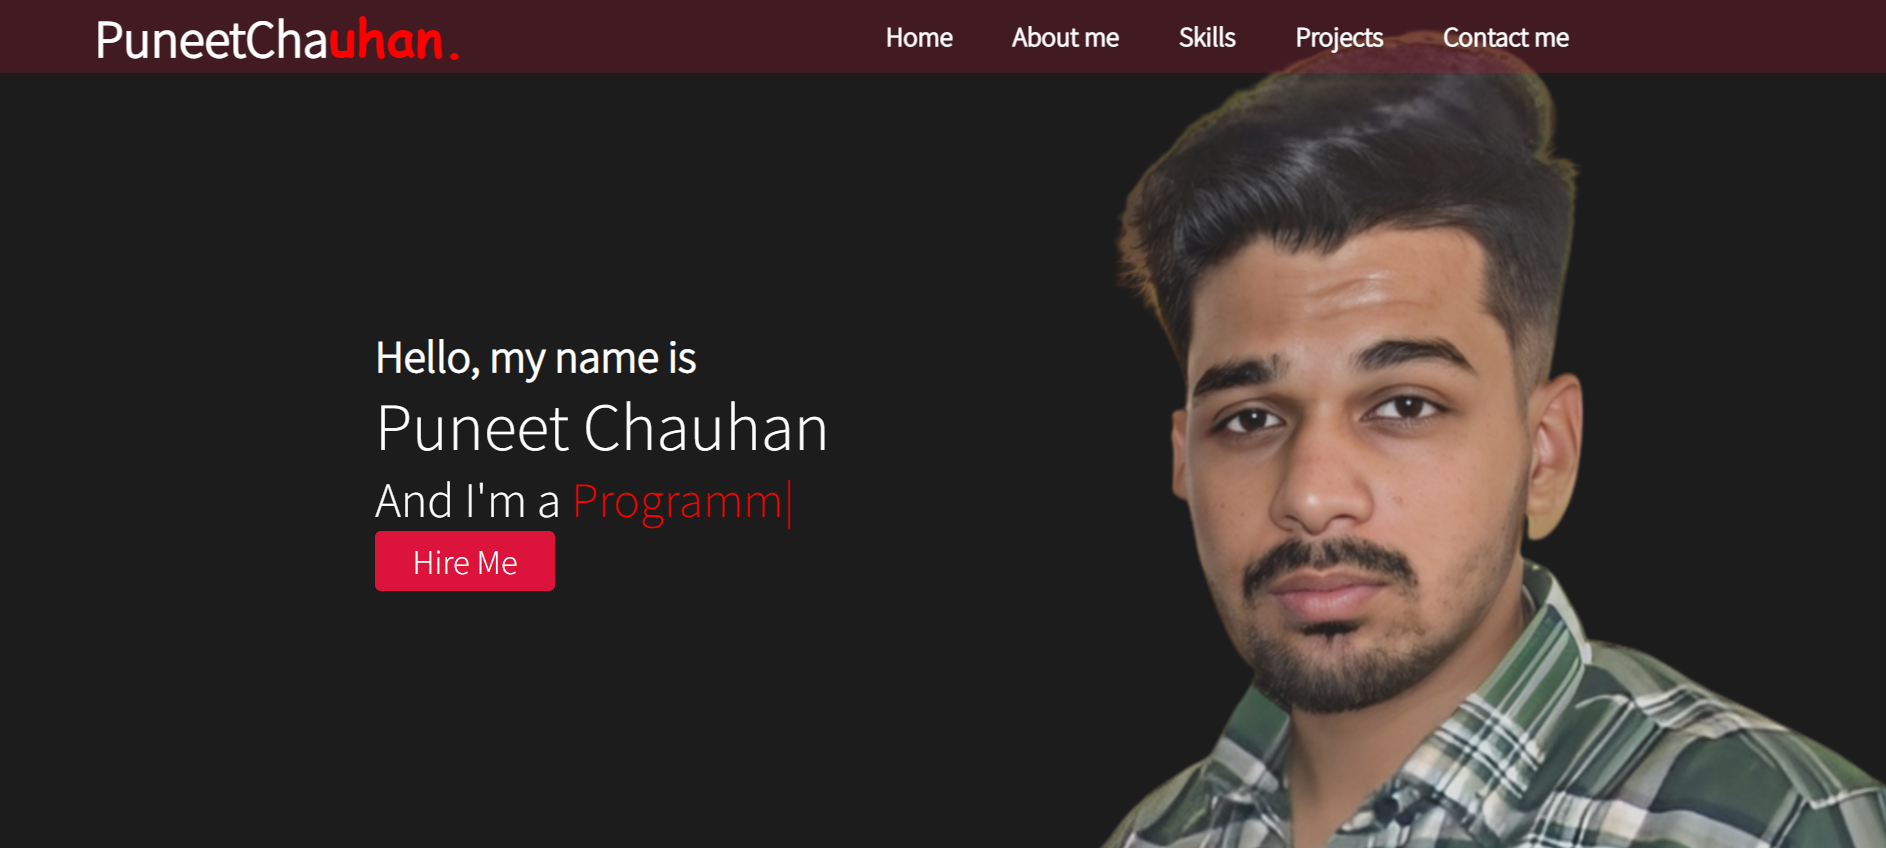 PuneetChauhan.
Home About me Skills Projects Contact me
Hello, my name is
Puneet Chauhan
And I'm a Programm|
Hire Me